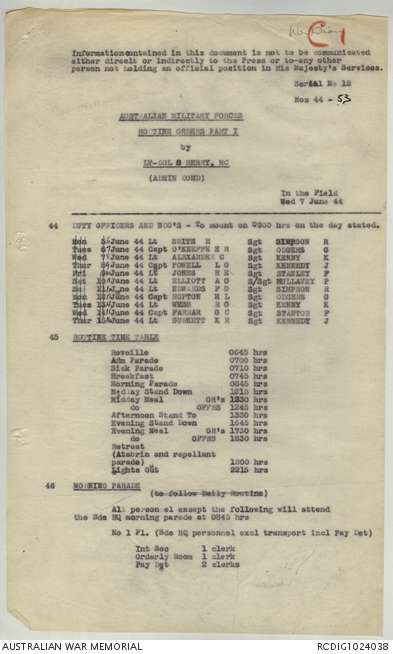 War Diary
C 1
Information contained in this document is not to be communicated
either direclt or indirectly to the Press or to-any other
person not holding an official position in His Majesty's Services.
Serial No 12
Nos 44 - 53
AUSTRALIAN MILITARY FORCES
ROUTINE ORDERS PART I
by
LT-COL S BERRY, MC
(ADMIN COMD)
In the Field
Wed 7 June 44
44 DUTY OFFICERS AND NCO'S - To mount on 0900 hrs on the day stated.
Mon 5 June 44 Lt SMITH R Sgt SIMPSON R
Tues 6 June 44 Capt O'KEEFFE E R Sgt ODGERS G
Wed 7 June 44 Lt ALEXANDER C Sgt KENNY K
Thur 8 June 44 Capt POWELL L G Sgt KENNEDY J
Fri 9 June 44 Lt JONES H E Sgt STANLEY F
Sat 10 June 44 Lt ELLIOTT A G S/Sgt MULLAVEY P
Sun 11 June 44 Lt EDWARDS F D Sgt SIMPSON R
Mon 12 June 44 Capt HOPTON R L Sgt ODGERS G
Tues 13 June 44 Lt WEBB R G Sgt KENNY K
Wed 14 June 44 Capt FARRAR G C Sgt STANTON F
Thur 15 June 44 Lt BURKETT K R Sgt KENNEDY J
45 ROUTINE TIME TABLE
Reveille 0645 hrs
Adm Parade 0700 hrs
Sick Parade 0710 hrs
Breakfast 0745 hrs
Morning Parade 0845 hrs
Midday Stand Down 1215 hrs
Midday Meal OR's 1230 hrs
do OFFRS 1245 hrs
Afternoon Stand To 1330 hrs
Evening Stand Down 1645 hrs
Evening Meal OR's 1730 hrs
do OFFRS 1830 hrs
Retreat
(Atebrin and repellant
parade) 1800 hrs
Lights Out 2215 hrs
46 MORNING PARADE
(to follow Daily Routine)
All person el except the following will attend
the Bde HQ morning parade at 0845 hrs
No 1 Pl. (Bde HQ personnel excl transport incl Pay Det)
Int Sec 1 clerk
Orderly Room 1 clerk
Pay Det 2 clerks
AUSTRALIAN WAR MEMORIAL
RCDIG1024038